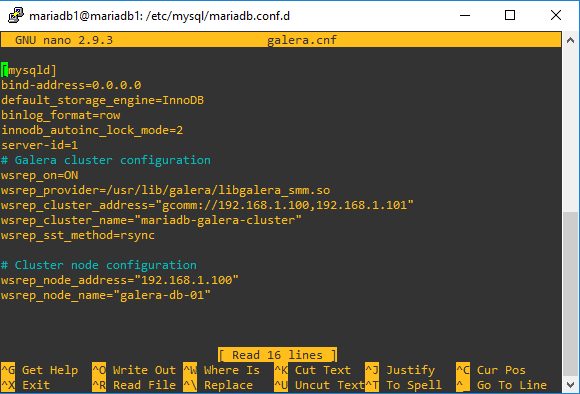 mariadb1@mariadb1: /etc/mysql/mariadb.conf.d
GNU nano 2.9.3 galera.cnf
[mysqld]
bind-address=0.0.0.0
default_storage_engine=InnoDB
binlog_format=row
innodb_autoinc_lock_mode=2
server-id=1
# Galera cluster configuration
wsrep_on=ON
wsrep_provider=/usr/lib/galera/libgalera_smm.so
wsrep_cluster_address="gcomm://192.168.1.100,192.168.1.101"
wsrep_cluster_name="mariadb-galera-cluster"
wsrep_sst_method=rsync
# Cluster node configuration
wsrep_node_address="192.168.1.100"
wsrep_node_name="galera-db-01"
[ Read 16 lines ]
^G Get Help ^O Write Out ^W Where Is ^K Cut Text ^J Justify ^C Cur Pos
^X Exit ^R Read File ^\ Replace ^U Uncut Text ^T To Spell ^_ Go To Line